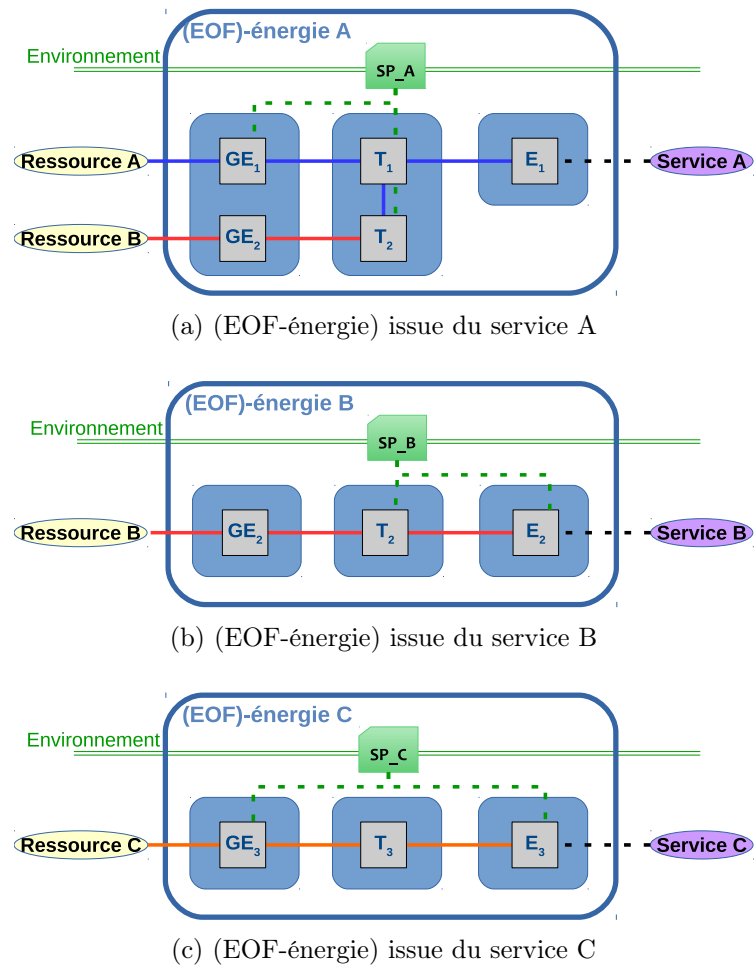 (EOF)-énergie A
Environnement
SP_A
Ressource A GE₁ T₁ E₁ Service A
Ressource B GE₂ T₂
(a) (EOF-énergie) issue du service A
(EOF)-énergie B
Environnement
SP_B
Ressource B GE₂ T₂ E₂ Service B
(b) (EOF-énergie) issue du service B
(EOF)-énergie C
Environnement
SP_C
Ressource C GE₃ T₃ E₃ Service C
(c) (EOF-énergie) issue du service C